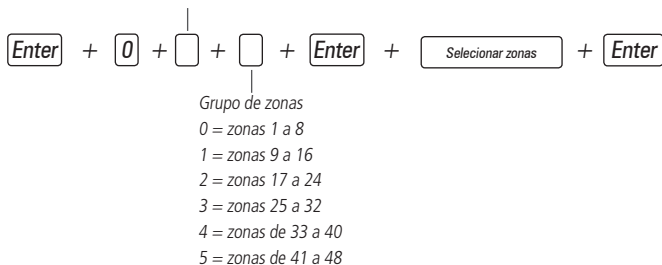 Enter + 0 + + + Enter + Selecionar zonas + Enter
Grupo de zonas
0 = zonas 1 a 8
1 = zonas 9 a 16
2 = zonas 17 a 24
3 = zonas 25 a 32
4 = zonas de 33 a 40
5 = zonas de 41 a 48